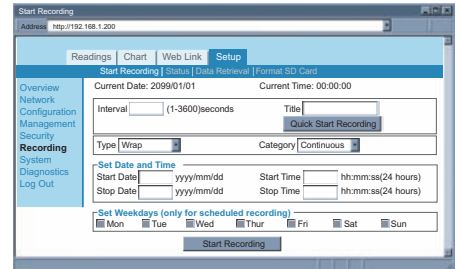 Start Recording
Address http://192.168.1.200
Readings Chart Web Link Setup
Start Recording | Status | Data Retrieval | Format SD Card
Overview
Network
Configuration
Management
Security
Recording
System
Diagnostics
Log Out
Current Date: 2099/01/01 Current Time: 00:00:00
Interval (1-3600)seconds Title
Quick Start Recording
Type Wrap Category Continuous
Set Date and Time
Start Date yyyy/mm/dd Start Time hh:mm:ss(24 hours)
Stop Date yyyy/mm/dd Stop Time hh:mm:ss(24 hours)
Set Weekdays (only for scheduled recording)
Mon Tue Wed Thur Fri Sat Sun
Start Recording